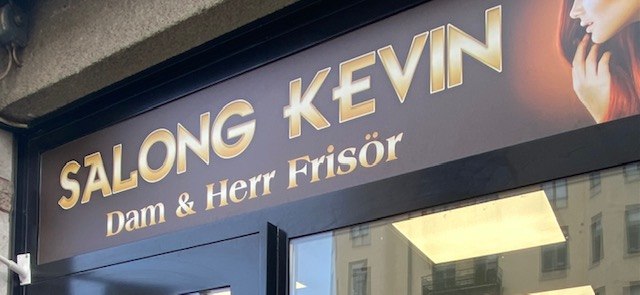 SALONG KEVIN
Dam & Herr Frisör